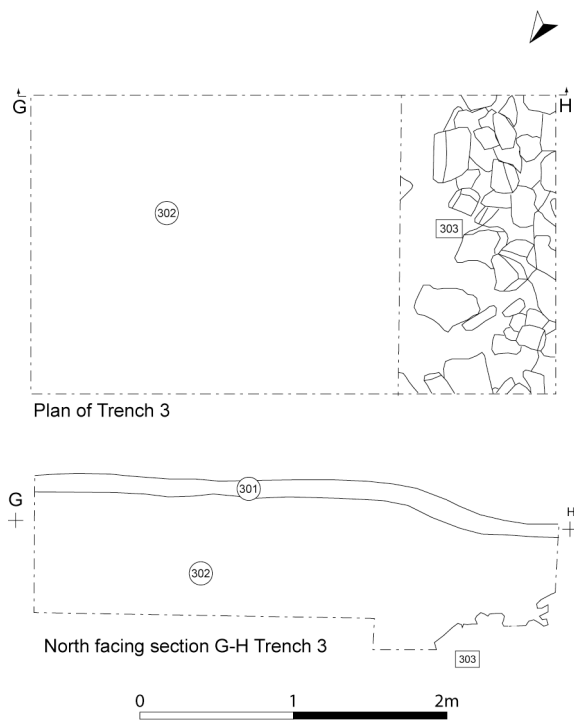 G H
302
303
Plan of Trench 3
301
G H
302
North facing section G-H Trench 3
303
0 1 2m